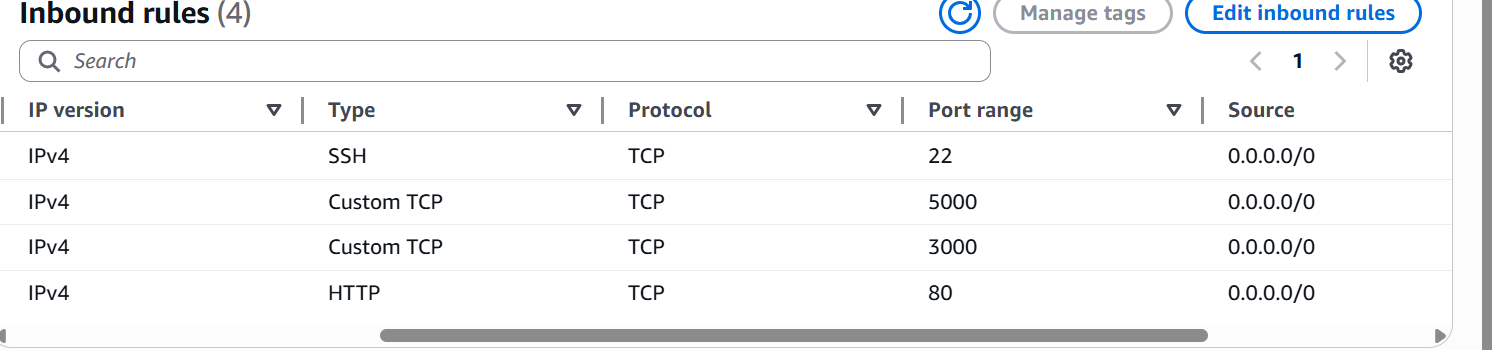 Inbound rules (4) Manage tags Edit inbound rules
Search 1
IP version Type Protocol Port range Source
IPv4 SSH TCP 22 0.0.0.0/0
IPv4 Custom TCP TCP 5000 0.0.0.0/0
IPv4 Custom TCP TCP 3000 0.0.0.0/0
IPv4 HTTP TCP 80 0.0.0.0/0